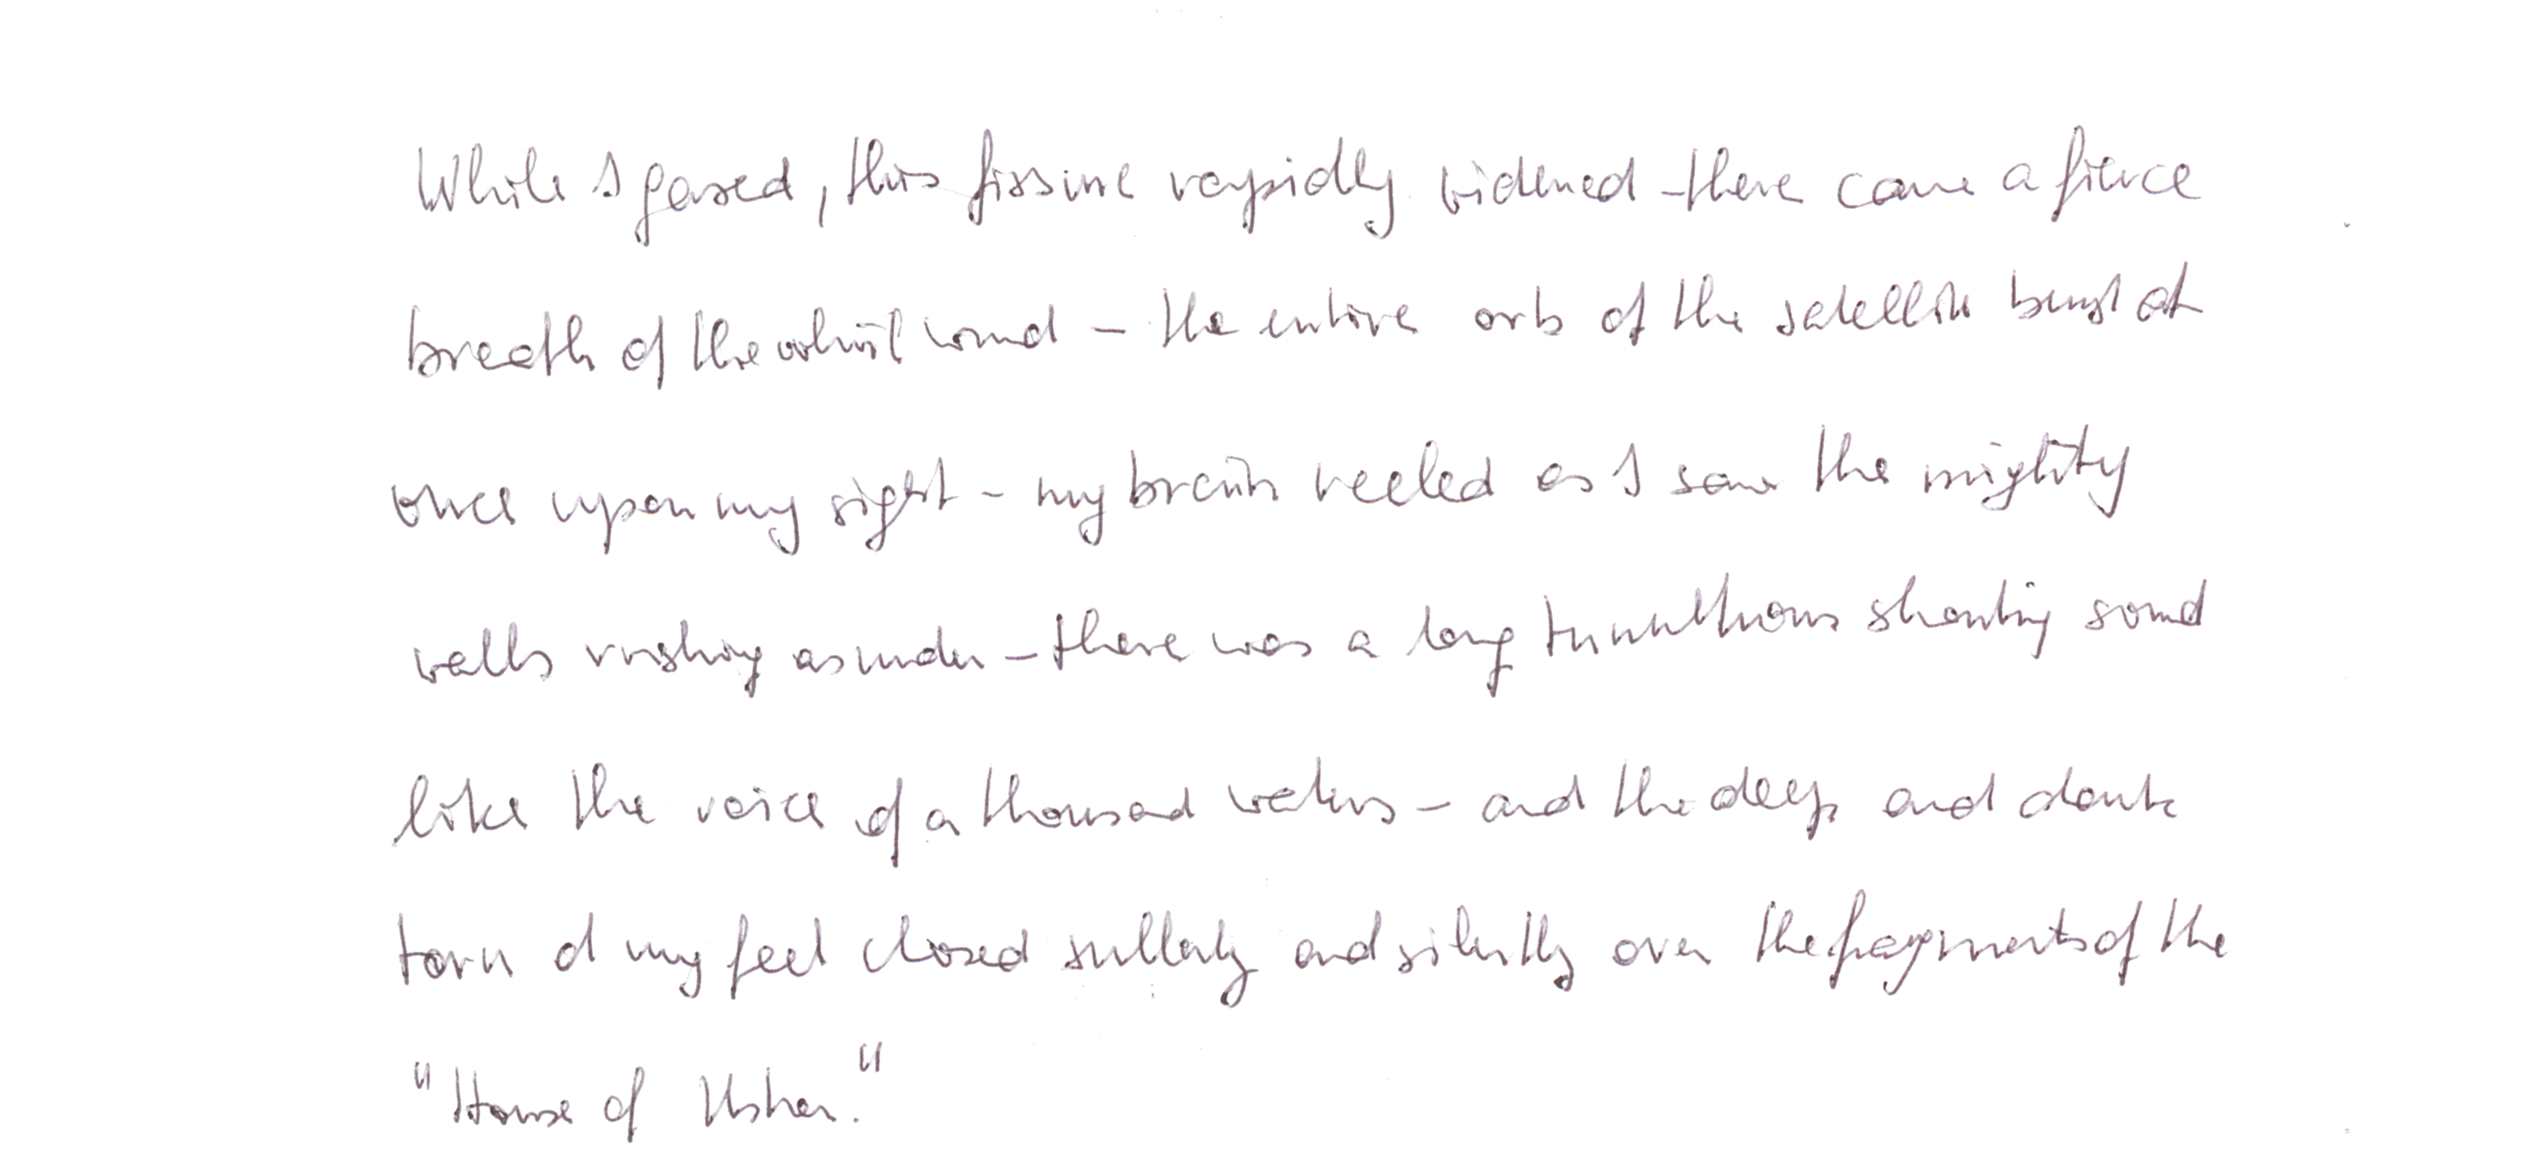 While I gazed, this fissure rapidly widened - there came a fierce
breath of the whirlwind - the entire orb of the satellite burst at
once upon my sight - my brain reeled as I saw the mighty
walls rushing asunder - there was a long tumulthous shouting sound
like the voice of a thousand waters - and the deep and dank
tarn at my feet closed sullenly and silently over the fragments of the
"House of Usher."